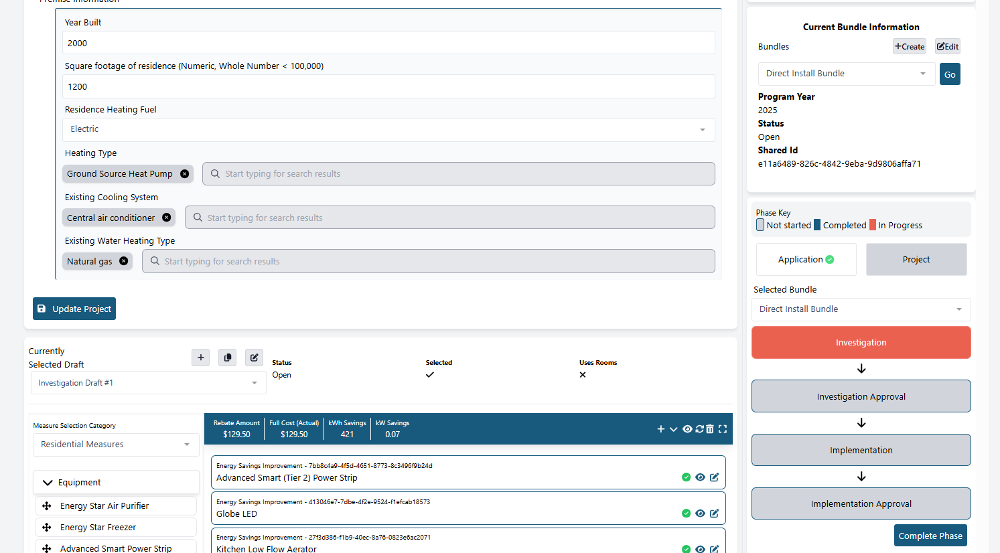 Premise Information
Year Built
2000
Square footage of residence (Numeric, Whole Number < 100,000)
1200
Residence Heating Fuel
Electric
Heating Type
Ground Source Heat Pump
Start typing for search results
Existing Cooling System
Central air conditioner
Start typing for search results
Existing Water Heating Type
Natural gas
Start typing for search results
Update Project
Currently
Selected Draft
Investigation Draft #1
Status
Open
Selected
Uses Rooms
Measure Selection Category
Residential Measures
Equipment
Energy Star Air Purifier
Energy Star Freezer
Advanced Smart Power Strip
Rebate Amount
$129.50
Full Cost (Actual)
$129.50
kWh Savings
421
kW Savings
0.07
Energy Savings Improvement - 7bb8c4a9-4f5d-4651-8773-8c3496f9b24d
Advanced Smart (Tier 2) Power Strip
Energy Savings Improvement - 413046e7-7dbe-4f2e-9524-f1efcab18573
Globe LED
Energy Savings Improvement - 27f3d386-f1b9-40ec-8a76-0823e6ac2071
Kitchen Low Flow Aerator
Current Bundle Information
Bundles
Create
Edit
Direct Install Bundle
Go
Program Year
2025
Status
Open
Shared Id
e11a6489-826c-4842-9eba-9d9806affa71
Phase Key
Not started
Completed
In Progress
Application
Project
Selected Bundle
Direct Install Bundle
Investigation
Investigation Approval
Implementation
Implementation Approval
Complete Phase